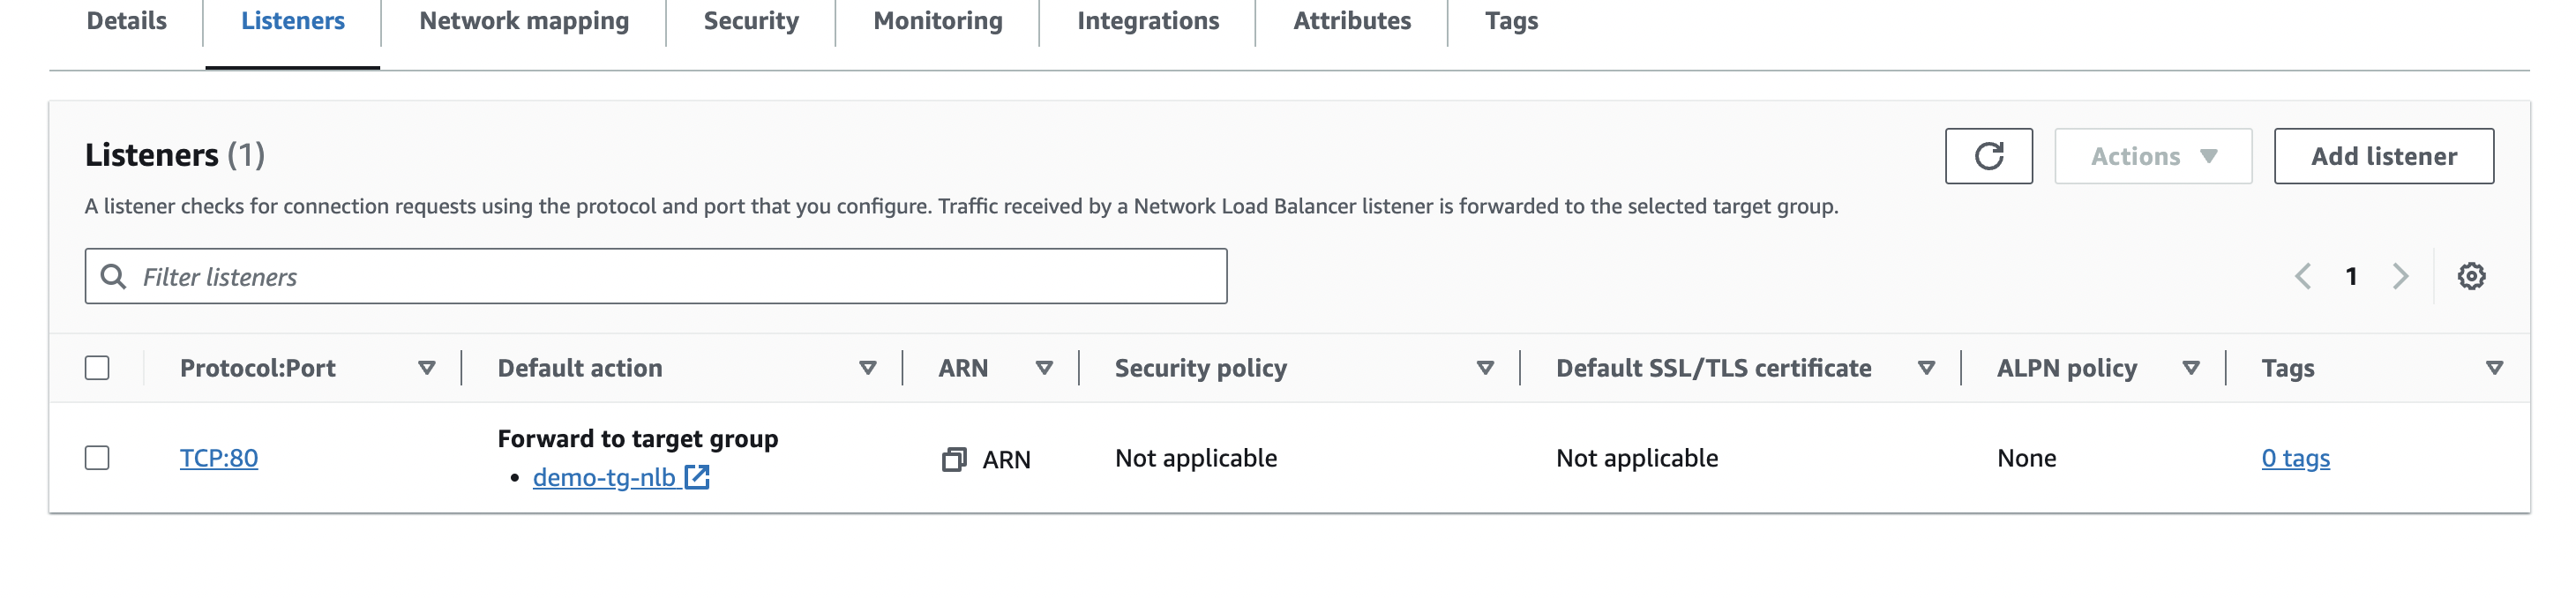 Details Listeners Network mapping Security Monitoring Integrations Attributes Tags
Listeners (1)
Actions Add listener
A listener checks for connection requests using the protocol and port that you configure. Traffic received by a Network Load Balancer listener is forwarded to the selected target group.
Filter listeners
1
Protocol:Port Default action ARN Security policy Default SSL/TLS certificate ALPN policy Tags
Forward to target group
TCP:80 ARN Not applicable Not applicable None 0 tags
• demo-tg-nlb